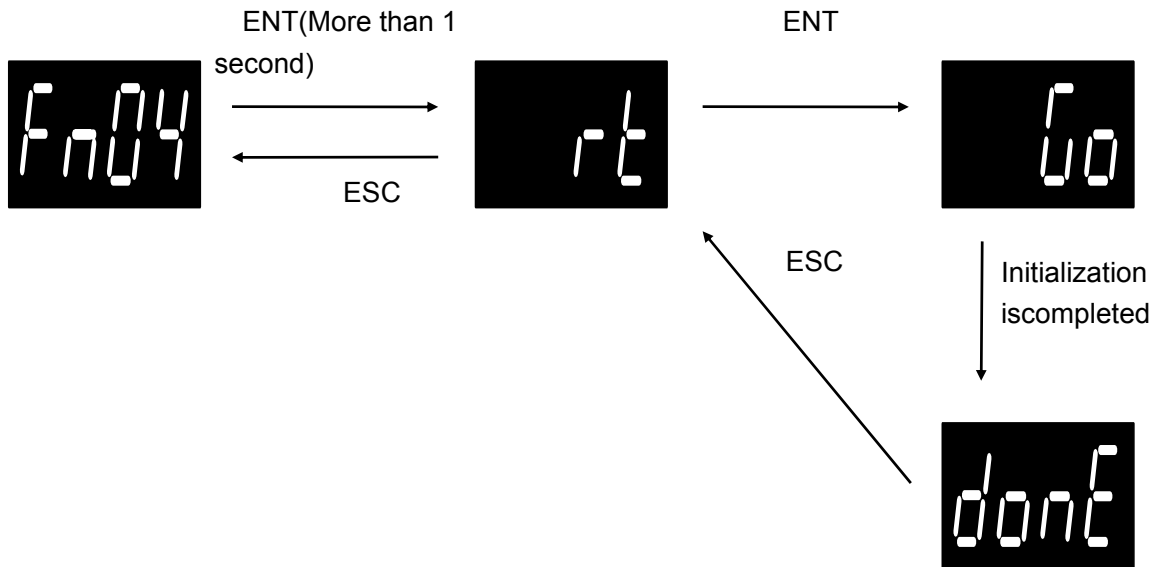 ENT(More than 1
second)
ENT
Fn04
rt
Go
ESC
ESC
Initialization
iscompleted
donE